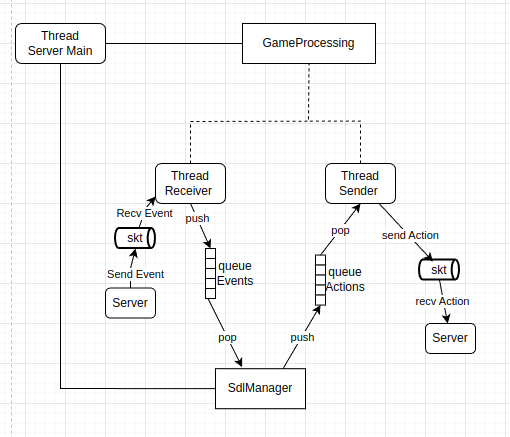 Thread
Server Main
GameProcessing
Thread
Receiver
Thread
Sender
Recv Event
push
pop
send Action
skt
queue
Events
queue
Actions
skt
Send Event
Server
recv Action
pop
push
Server
SdlManager